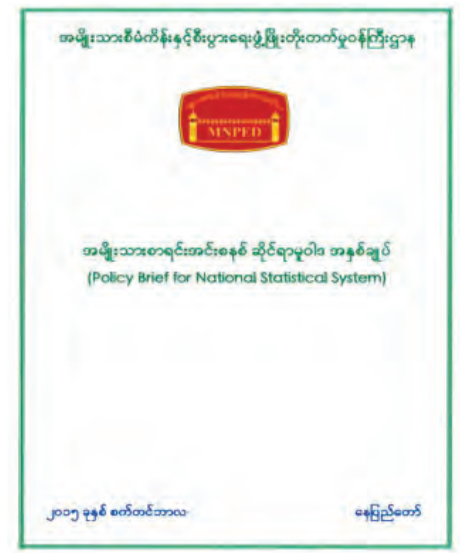 အမျိုးသားစီမံကိန်းနှင့်စီးပွားရေးဖွံ့ဖြိုးတိုးတက်မှုဝန်ကြီးဌာန
MNPED
အမျိုးသားစာရင်းအင်းစနစ် ဆိုင်ရာမူဝါဒ အနှစ်ချုပ်
(Policy Brief for National Statistical System)
၂၀၁၅ ခုနှစ် စက်တင်ဘာလ နေပြည်တော်